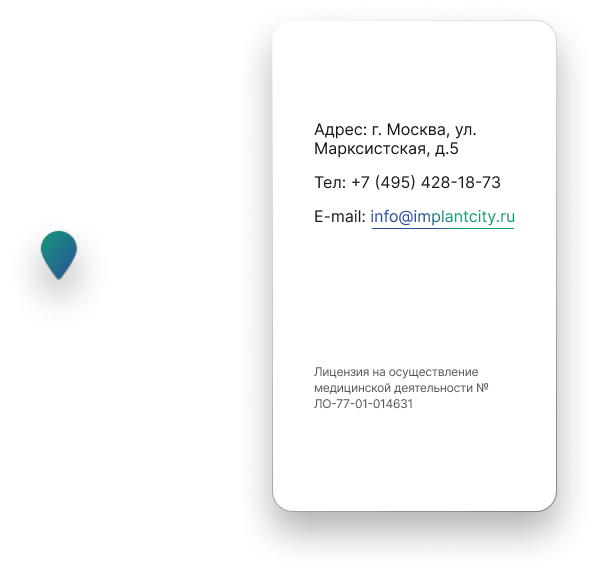 Адрес: г. Москва, ул.
Марксистская, д.5
Тел: +7 (495) 428-18-73
E-mail: info@implantcity.ru
Лицензия на осуществление
медицинской деятельности №
ЛО-77-01-014631